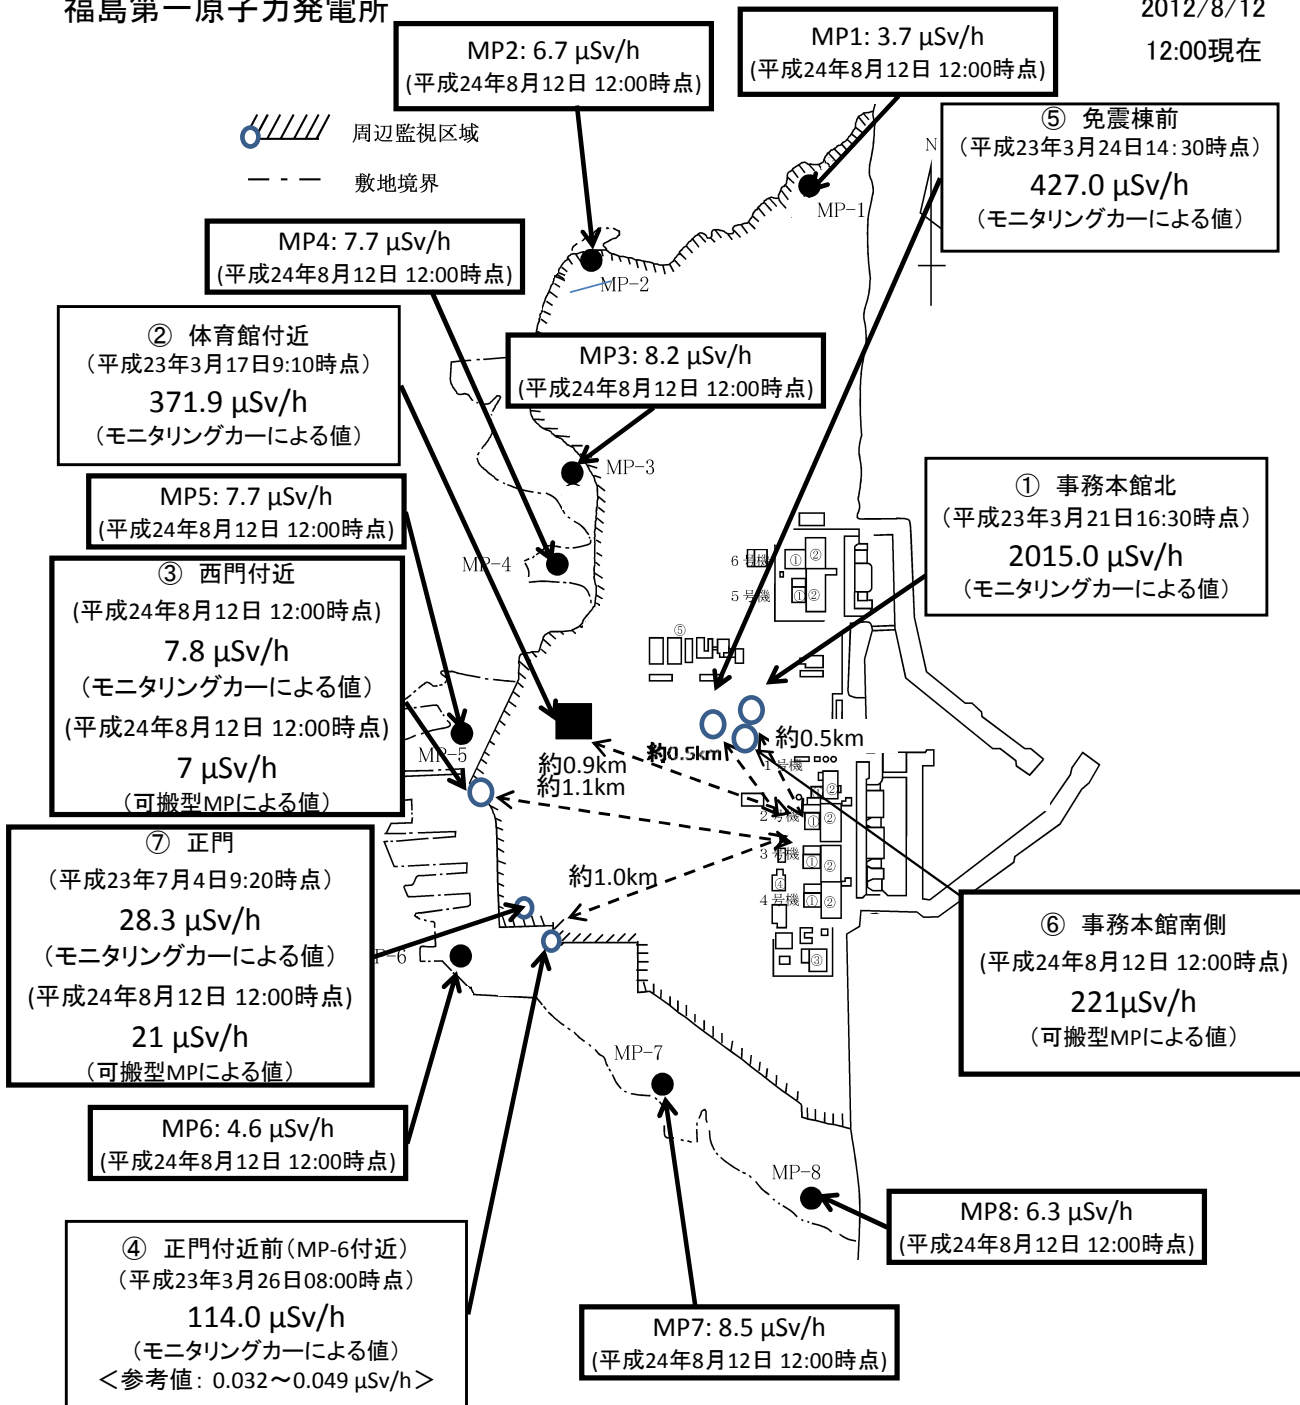 福島第一原子力発電所
2012/8/12
12:00現在
MP2: 6.7 μSv/h
(平成24年8月12日 12:00時点)
MP1: 3.7 μSv/h
(平成24年8月12日 12:00時点)
周辺監視区域
敷地境界
⑤ 免震棟前
(平成23年3月24日14:30時点)
427.0 μSv/h
(モニタリングカーによる値)
N
MP-1
MP4: 7.7 μSv/h
(平成24年8月12日 12:00時点)
MP-2
② 体育館付近
(平成23年3月17日9:10時点)
371.9 μSv/h
(モニタリングカーによる値)
MP3: 8.2 μSv/h
(平成24年8月12日 12:00時点)
MP-3
MP5: 7.7 μSv/h
(平成24年8月12日 12:00時点)
① 事務本館北
(平成23年3月21日16:30時点)
2015.0 μSv/h
(モニタリングカーによる値)
MP-4
6号機
① ②
5号機
① ②
③ 西門付近
(平成24年8月12日 12:00時点)
7.8 μSv/h
(モニタリングカーによる値)
(平成24年8月12日 12:00時点)
7 μSv/h
(可搬型MPによる値)
⑤
MP-5
約0.9km
約1.1km
約0.5km
約0.5km
1号機
②
2号機
① ②
3号機
① ②
④
4号機
① ②
③
約1.0km
⑦ 正門
(平成23年7月4日9:20時点)
28.3 μSv/h
(モニタリングカーによる値)
(平成24年8月12日 12:00時点)
21 μSv/h
(可搬型MPによる値)
P-6
⑥ 事務本館南側
(平成24年8月12日 12:00時点)
221μSv/h
(可搬型MPによる値)
MP-7
MP6: 4.6 μSv/h
(平成24年8月12日 12:00時点)
MP-8
MP8: 6.3 μSv/h
(平成24年8月12日 12:00時点)
④ 正門付近前(MP-6付近)
(平成23年3月26日08:00時点)
114.0 μSv/h
(モニタリングカーによる値)
<参考値: 0.032～0.049 μSv/h>
MP7: 8.5 μSv/h
(平成24年8月12日 12:00時点)